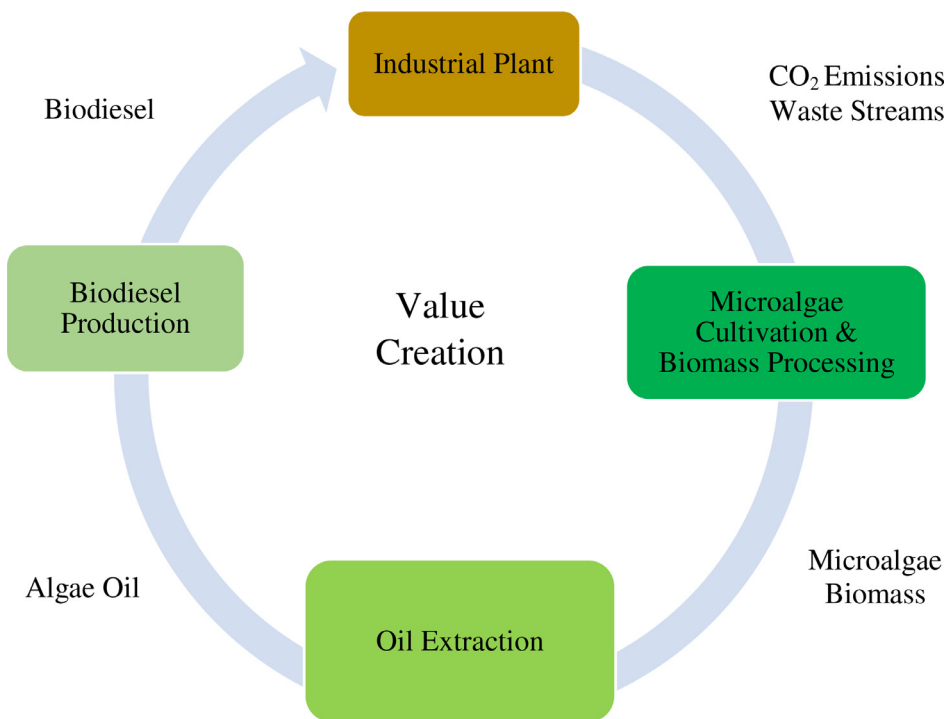 Industrial Plant
CO₂ Emissions
Waste Streams
Biodiesel
Biodiesel
Production
Value
Creation
Microalgae
Cultivation &
Biomass Processing
Microalgae
Biomass
Algae Oil
Oil Extraction